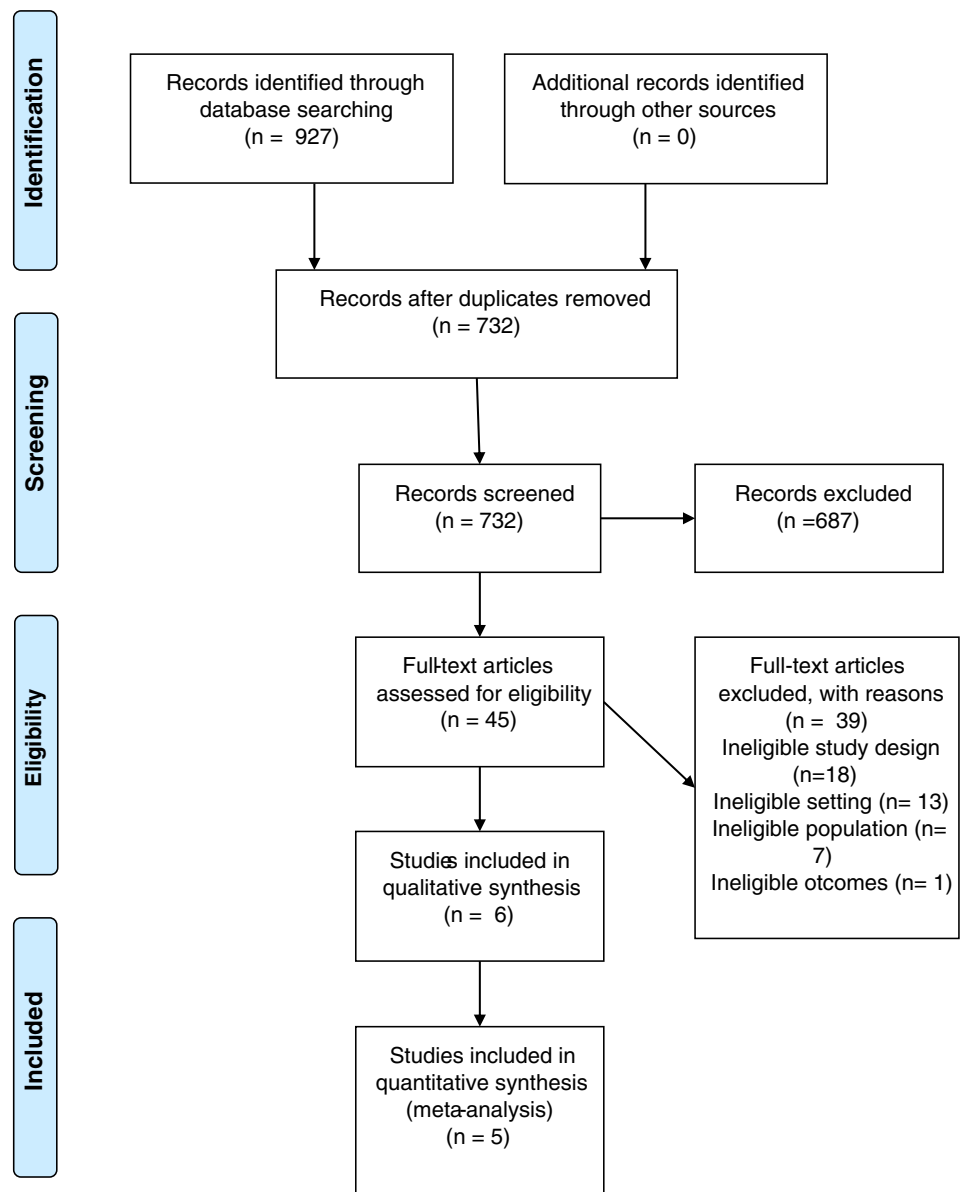 Identification
Records identified through
database searching
(n = 927)
Additional records identified
through other sources
(n = 0)
Records after duplicates removed
(n = 732)
Screening
Records screened
(n = 732)
Records excluded
(n =687)
Eligibility
Full-text articles
assessed for eligibility
(n = 45)
Full-text articles
excluded, with reasons
(n = 39)
Ineligible study design
(n=18)
Ineligible setting (n= 13)
Ineligible population (n=
7)
Ineligible otcomes (n= 1)
Studies included in
qualitative synthesis
(n = 6)
Included
Studies included in
quantitative synthesis
(meta-analysis)
(n = 5)